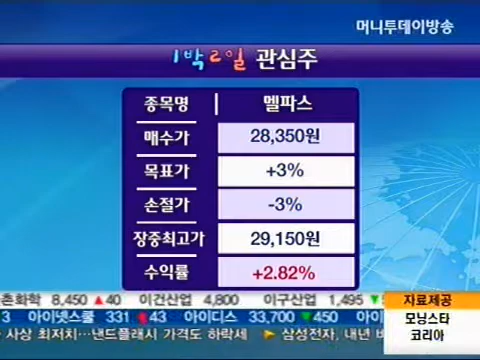 머니투데이방송
1박2일 관심주
종목명 멜파스
매수가 28,350원
목표가 +3%
손절가 -3%
장중최고가 29,150원
수익률 +2.82%
촌화학 8,450 ▲40 이건산업 4,800 이구산업 1,495 ▼
3 아이넷스쿨 331 ↓43 아이디스 33,700 ▼450 아이
사상 최저치…낸드플래시 가격도 하락세 ▶ 삼성전자, 내년
자료제공
모닝스타
코리아